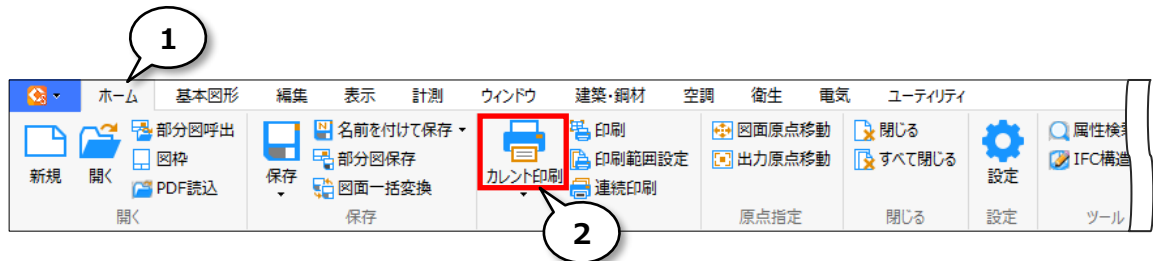 1
ホーム 基本図形 編集 表示 計測 ウィンドウ 建築・鋼材 空調 衛生 電気 ユーティリティ
新規
開く
部分図呼出
図枠
PDF読込
開く
保存
名前を付けて保存
部分図保存
図面一括変換
保存
カレント印刷
印刷
印刷範囲設定
連続印刷
2
図面原点移動
出力原点移動
原点指定
閉じる
すべて閉じる
閉じる
設定
設定
属性検
IFC構造
ツール